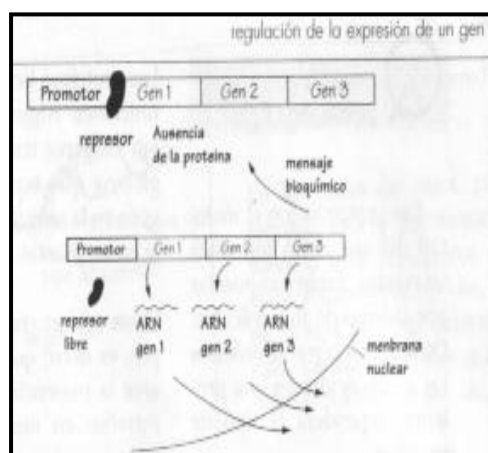 regulación de la expresión de un gen
Promotor Gen 1 Gen 2 Gen 3
represor
Ausencia
de la proteina
mensaje
bioquímico
Promotor Gen 1 Gen 2 Gen 3
represor
libre
ARN
gen 1
ARN
gen 2
ARN
gen 3
menbrana
nuclear